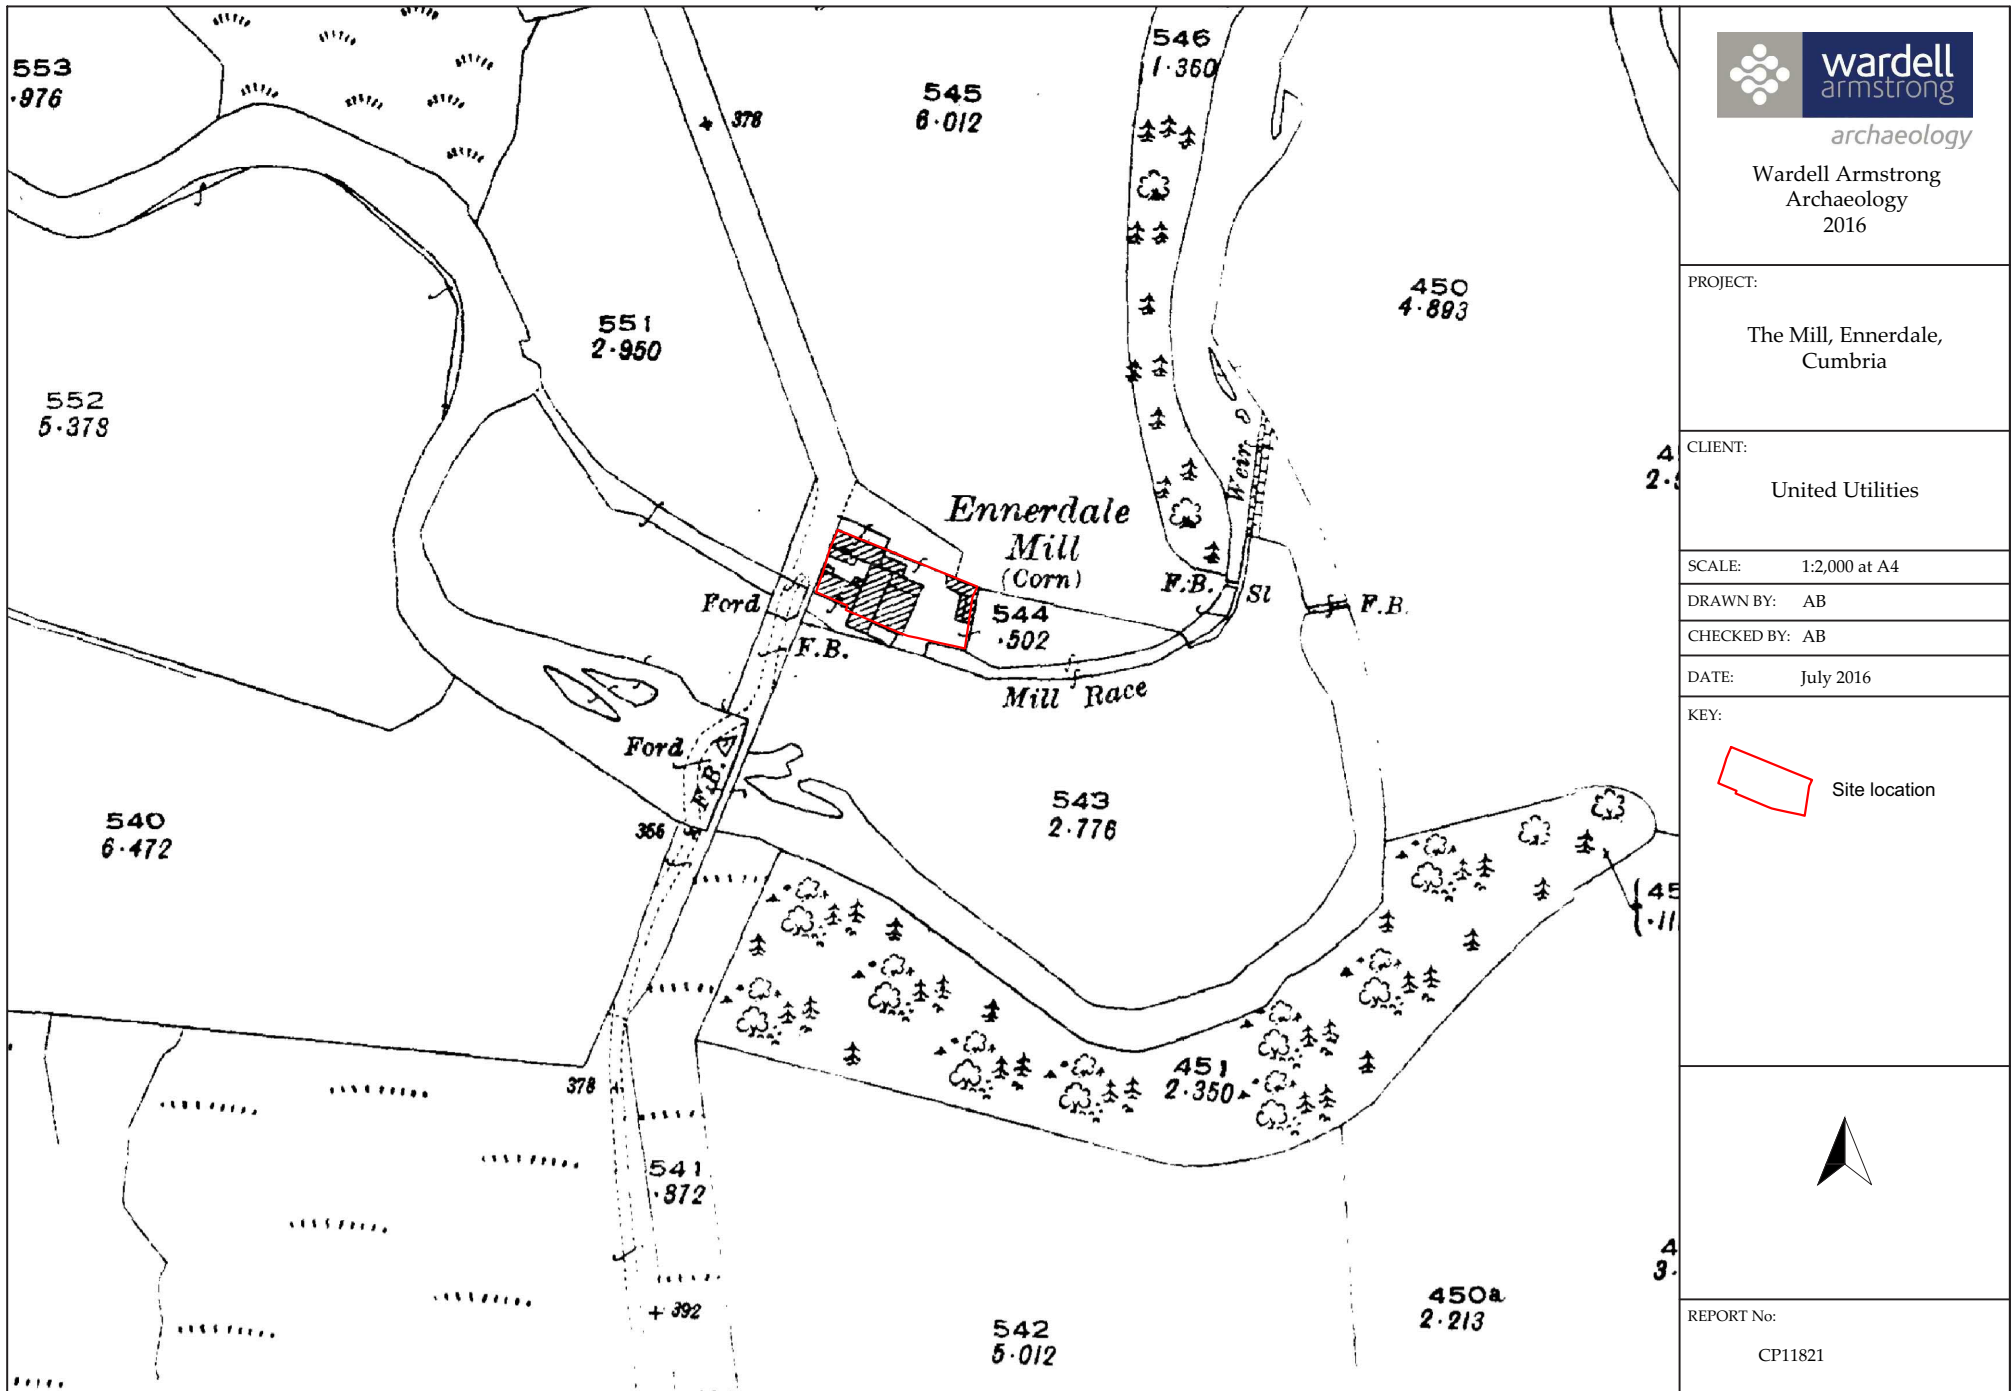 553
·976
378
545
6·012
546
1·360
551
2·950
450
4·893
552
5·378
Weir
Ennerdale
Mill
(Corn)
544
·502
F.B.
Sl
F.B.
Ford
F.B.
Mill Race
Ford
F.B.
366
540
6·472
543
2·776
451
2·350
378
541
·872
392
542
5·012
450a
2·213
wardell
armstrong
archaeology
Wardell Armstrong
Archaeology
2016
PROJECT:
The Mill, Ennerdale,
Cumbria
CLIENT:
United Utilities
SCALE: 1:2,000 at A4
DRAWN BY: AB
CHECKED BY: AB
DATE: July 2016
KEY:
Site location
REPORT No:
CP11821